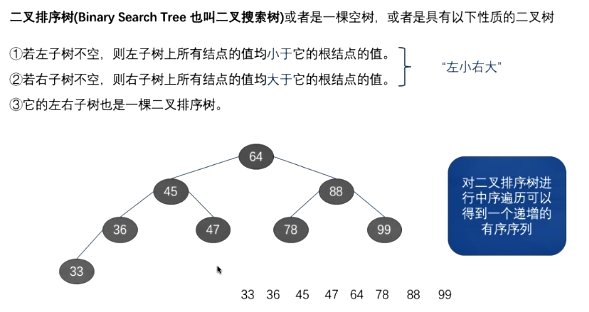 二叉排序树(Binary Search Tree 也叫二叉搜索树)或者是一棵空树，或者是具有以下性质的二叉树
①若左子树不空，则左子树上所有结点的值均小于它的根结点的值。
②若右子树不空，则右子树上所有结点的值均大于它的根结点的值。
“左小右大”
③它的左右子树也是一棵二叉排序树。
64
45 88
36 47 78 99
33
对二叉排序树进
行中序遍历可以
得到一个递增的
有序序列
33 36 45 47 64 78 88 99